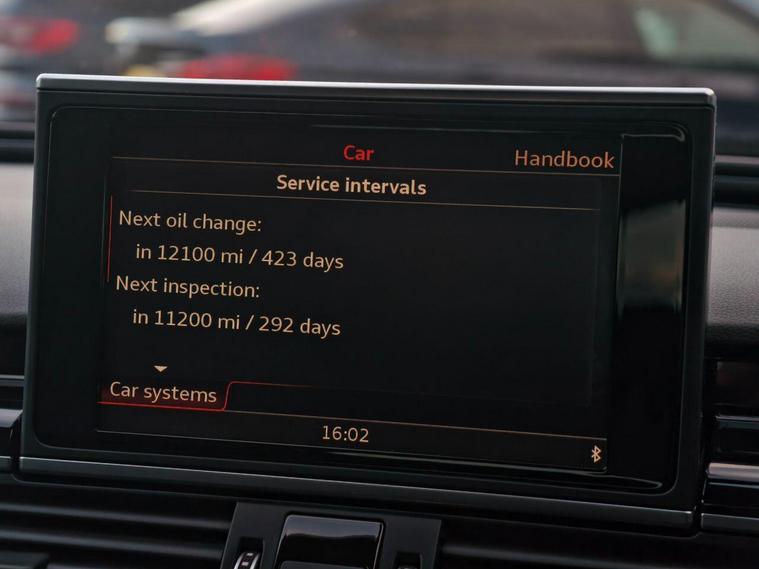 Car
Handbook
Service intervals
Next oil change:
in 12100 mi / 423 days
Next inspection:
in 11200 mi / 292 days
Car systems
16:02